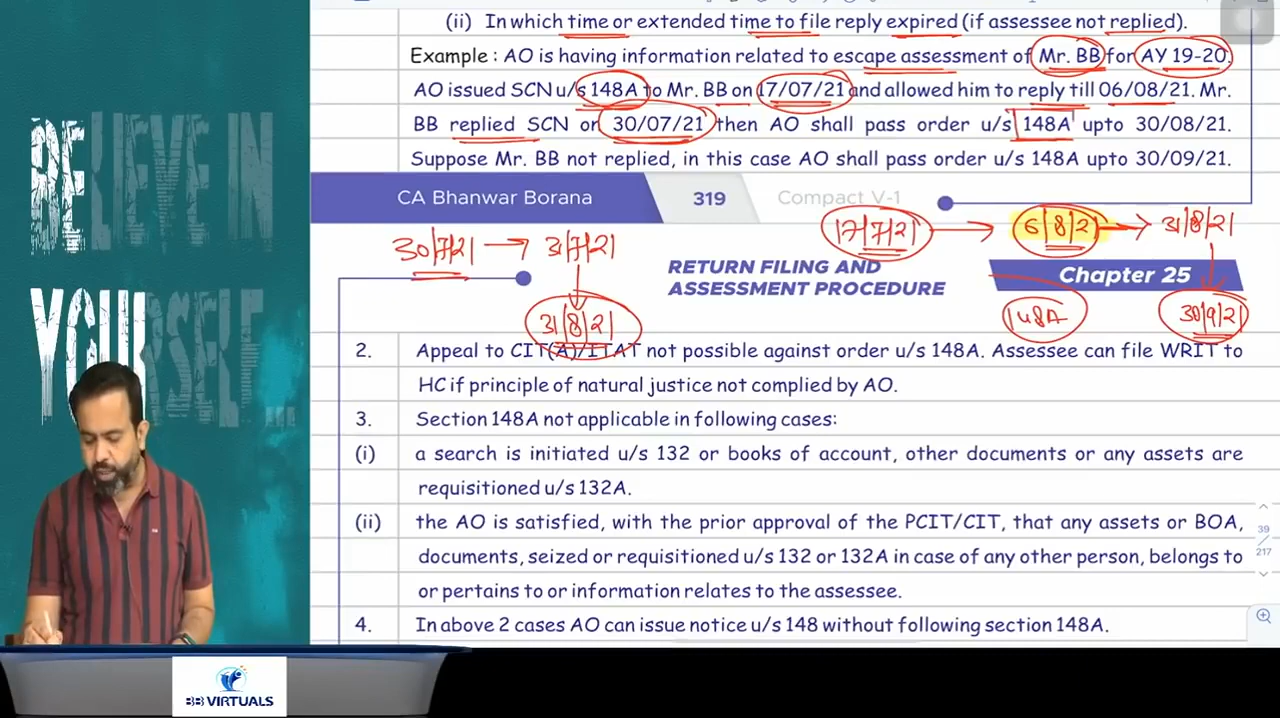 (ii) In which time or extended time to file reply expired (if assessee not replied).
Example : AO is having information related to escape assessment of Mr. BB for AY 19-20.
AO issued SCN u/s 148A to Mr. BB on 17/07/21 and allowed him to reply till 06/08/21. Mr.
BB replied SCN on 30/07/21 then AO shall pass order u/s 148A upto 30/08/21.
Suppose Mr. BB not replied, in this case AO shall pass order u/s 148A upto 30/09/21.
CA Bhanwar Borana 319 Compact V-1
17/7/21 → 6/8/21 → 31/8/21
30/7/21 → 31/7/21
RETURN FILING AND
ASSESSMENT PROCEDURE
Chapter 25
31/8/21
148A
30/9/21
2. Appeal to CIT(A)/ITAT not possible against order u/s 148A. Assessee can file WRIT to
HC if principle of natural justice not complied by AO.
3. Section 148A not applicable in following cases:
(i) a search is initiated u/s 132 or books of account, other documents or any assets are
requisitioned u/s 132A.
(ii) the AO is satisfied, with the prior approval of the PCIT/CIT, that any assets or BOA,
documents, seized or requisitioned u/s 132 or 132A in case of any other person, belongs to
or pertains to or information relates to the assessee.
4. In above 2 cases AO can issue notice u/s 148 without following section 148A.
39
217
BELIEVE IN
YOURSELF...
BB VIRTUALS